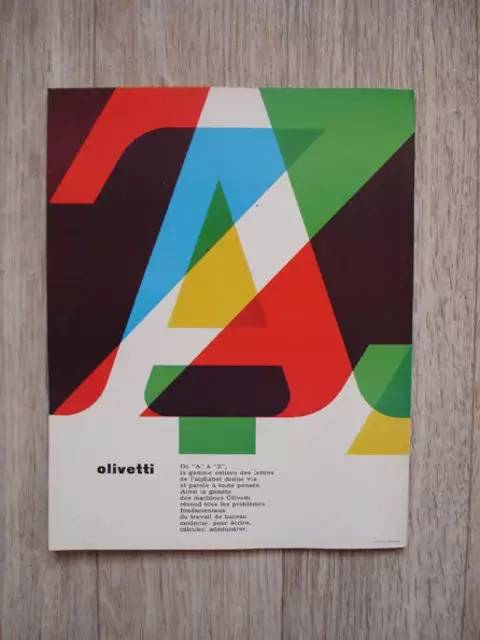 A Z
olivetti
De "A" à "Z",
la gamme entière des lettres
de l'alphabet donne vie
et parole à toute pensée.
Ainsi la gamme
des machines Olivetti
résoud tous les problèmes
fondamentaux
du travail de bureau
moderne: pour écrire,
calculer, administrer.